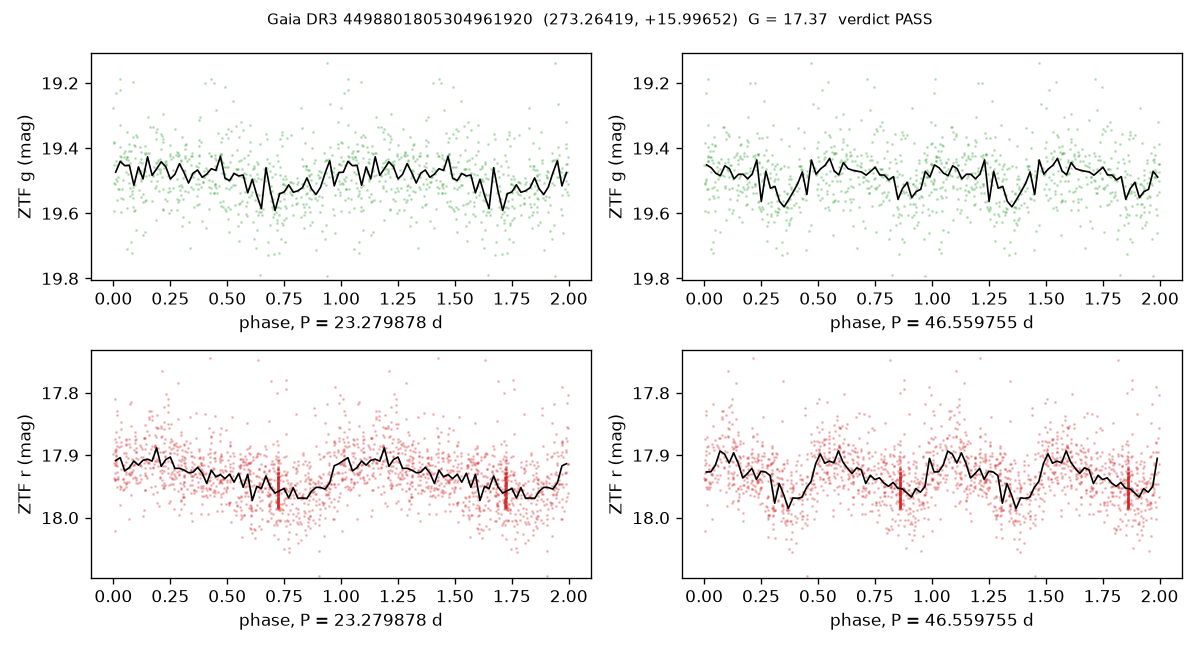 Gaia DR3 4498801805304961920 (273.26419, +15.99652) G = 17.37 verdict PASS
ZTF g (mag)
19.2
19.4
19.6
19.8
0.00 0.25 0.50 0.75 1.00 1.25 1.50 1.75 2.00
phase, P = 23.279878 d
ZTF g (mag)
19.2
19.4
19.6
19.8
0.00 0.25 0.50 0.75 1.00 1.25 1.50 1.75 2.00
phase, P = 46.559755 d
ZTF r (mag)
17.8
17.9
18.0
0.00 0.25 0.50 0.75 1.00 1.25 1.50 1.75 2.00
phase, P = 23.279878 d
ZTF r (mag)
17.8
17.9
18.0
0.00 0.25 0.50 0.75 1.00 1.25 1.50 1.75 2.00
phase, P = 46.559755 d